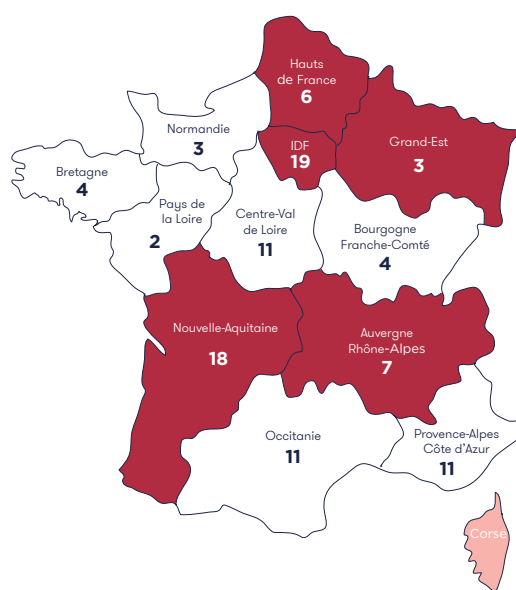 Hauts
de France
6
Normandie
3
IDF
19
Grand-Est
3
Bretagne
4
Pays de
la Loire
2
Centre-Val
de Loire
11
Bourgogne
Franche-Comté
4
Nouvelle-Aquitaine
18
Auvergne
Rhône-Alpes
7
Occitanie
11
Provence-Alpes
Côte d'Azur
11
Corse